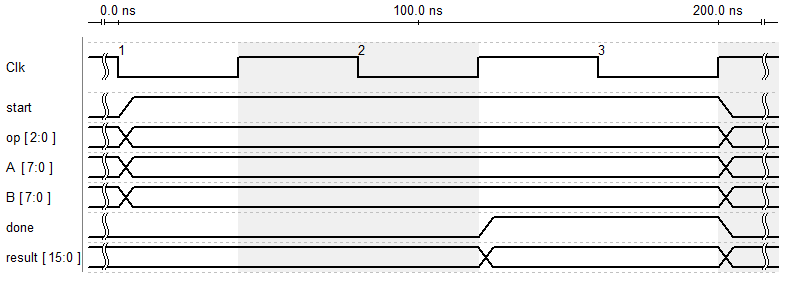 0.0 ns 100.0 ns 200.0 ns
1 2 3
Clk
start
op [ 2:0 ]
A [ 7:0 ]
B [ 7:0 ]
done
result [ 15:0 ]